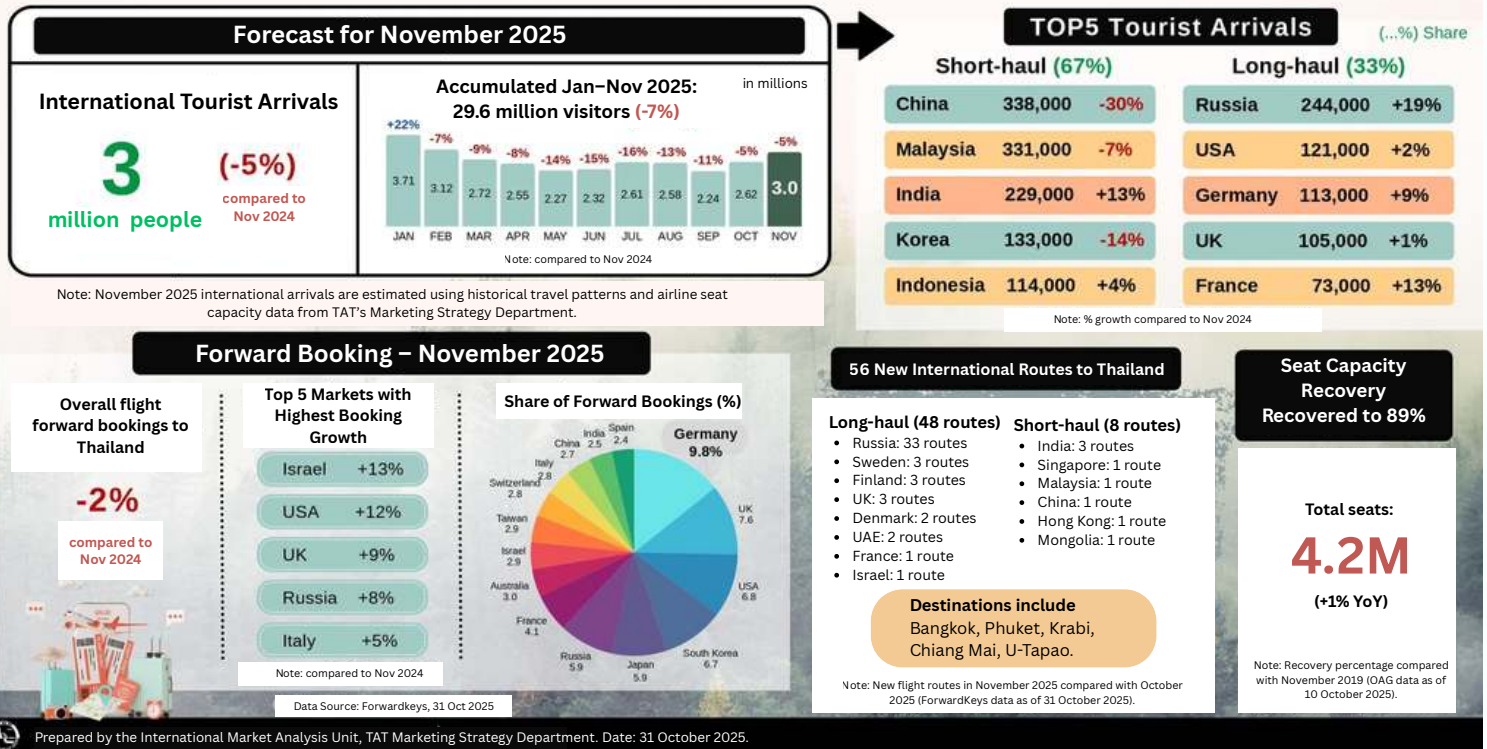 Forecast for November 2025
International Tourist Arrivals
3
million people
(-5%)
compared to
Nov 2024
Accumulated Jan–Nov 2025:
29.6 million visitors (-7%)
in millions
+22% -7% -9% -8% -14% -15% -16% -13% -11% -5% -5%
3.71 3.12 2.72 2.55 2.27 2.32 2.61 2.58 2.24 2.62 3.0
JAN FEB MAR APR MAY JUN JUL AUG SEP OCT NOV
Note: compared to Nov 2024
Note: November 2025 international arrivals are estimated using historical travel patterns and airline seat
capacity data from TAT's Marketing Strategy Department.
TOP5 Tourist Arrivals
(...%) Share
Short-haul (67%)
China 338,000 -30%
Malaysia 331,000 -7%
India 229,000 +13%
Korea 133,000 -14%
Indonesia 114,000 +4%
Long-haul (33%)
Russia 244,000 +19%
USA 121,000 +2%
Germany 113,000 +9%
UK 105,000 +1%
France 73,000 +13%
Note: % growth compared to Nov 2024
Forward Booking – November 2025
Overall flight
forward bookings to
Thailand
-2%
compared to
Nov 2024
Top 5 Markets with
Highest Booking
Growth
Israel +13%
USA +12%
UK +9%
Russia +8%
Italy +5%
Note: compared to Nov 2024
Share of Forward Bookings (%)
Germany
9.8%
UK
7.6
USA
6.8
South Korea
6.7
Japan
5.9
Russia
5.9
France
4.1
Australia
3.0
Israel
2.9
Taiwan
2.9
Switzerland
2.8
Italy
2.8
China
2.7
India
2.5
Spain
2.4
Data Source: Forwardkeys, 31 Oct 2025
56 New International Routes to Thailand
Long-haul (48 routes)
• Russia: 33 routes
• Sweden: 3 routes
• Finland: 3 routes
• UK: 3 routes
• Denmark: 2 routes
• UAE: 2 routes
• France: 1 route
• Israel: 1 route
Short-haul (8 routes)
• India: 3 routes
• Singapore: 1 route
• Malaysia: 1 route
• China: 1 route
• Hong Kong: 1 route
• Mongolia: 1 route
Destinations include
Bangkok, Phuket, Krabi,
Chiang Mai, U-Tapao.
Note: New flight routes in November 2025 compared with October
2025 (ForwardKeys data as of 31 October 2025).
Seat Capacity
Recovery
Recovered to 89%
Total seats:
4.2M
(+1% YoY)
Note: Recovery percentage compared
with November 2019 (OAG data as of
10 October 2025).
Prepared by the International Market Analysis Unit, TAT Marketing Strategy Department. Date: 31 October 2025.